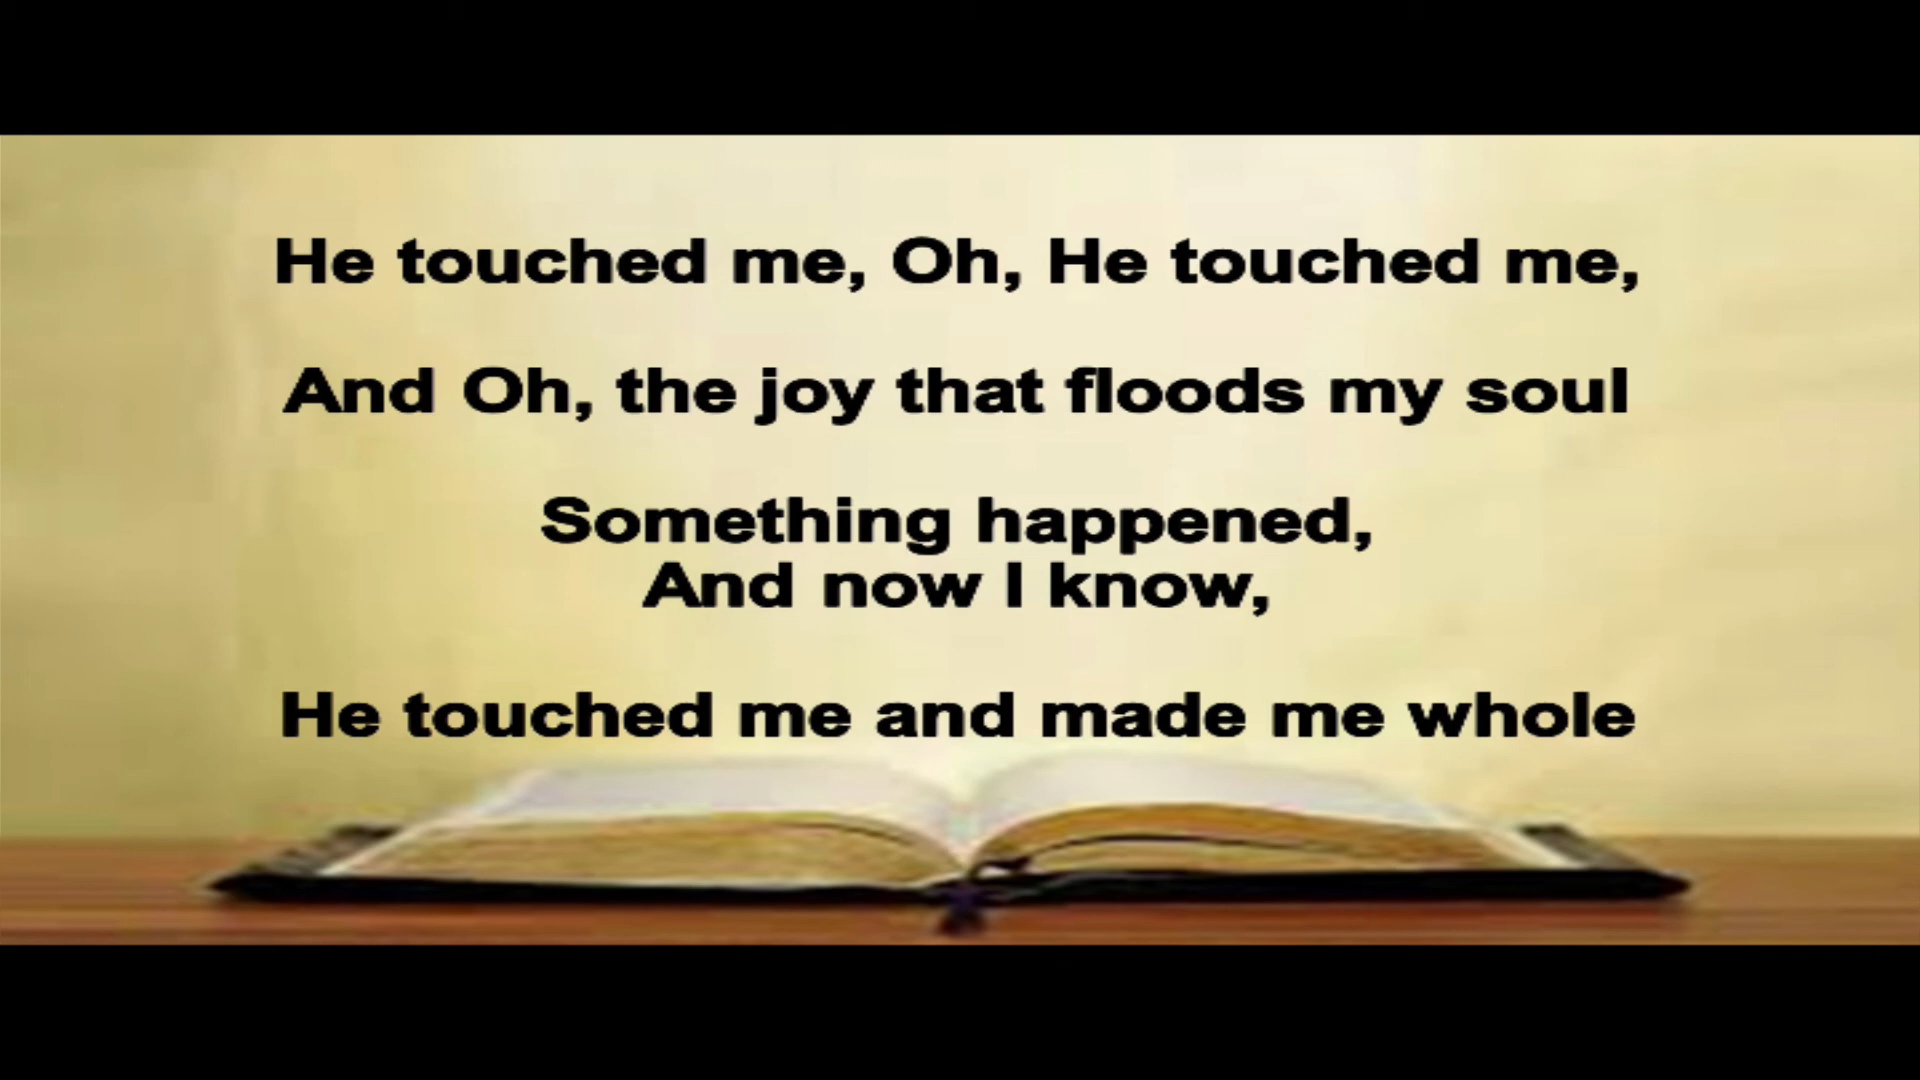 He touched me, Oh, He touched me,
And Oh, the joy that floods my soul
Something happened,
And now I know,
He touched me and made me whole